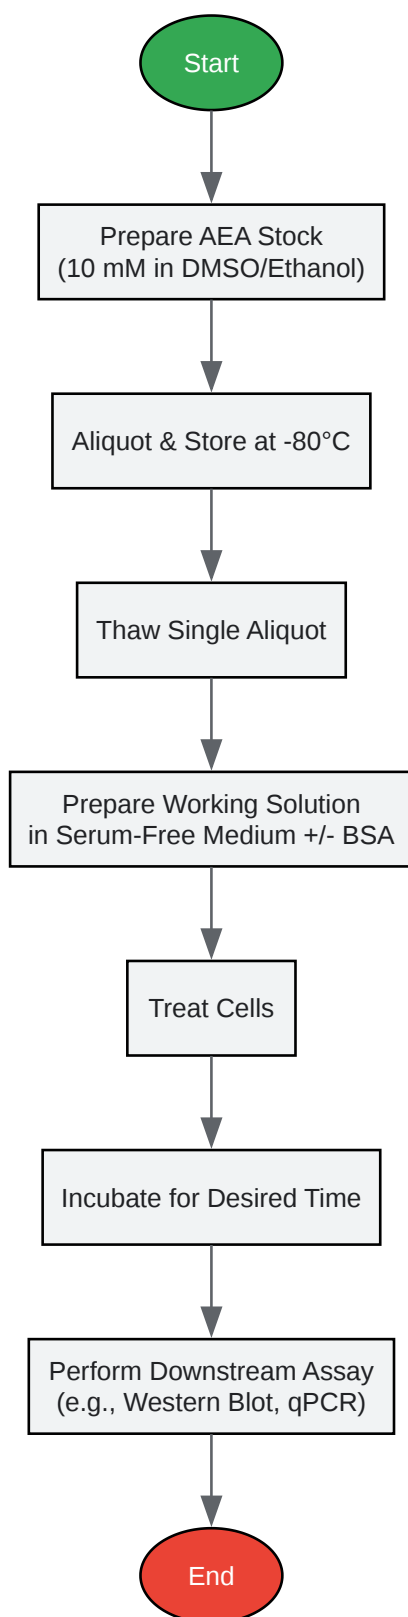 Start
Prepare AEA Stock
(10 mM in DMSO/Ethanol)
Aliquot & Store at -80°C
Thaw Single Aliquot
Prepare Working Solution
in Serum-Free Medium +/- BSA
Treat Cells
Incubate for Desired Time
Perform Downstream Assay
(e.g., Western Blot, qPCR)
End